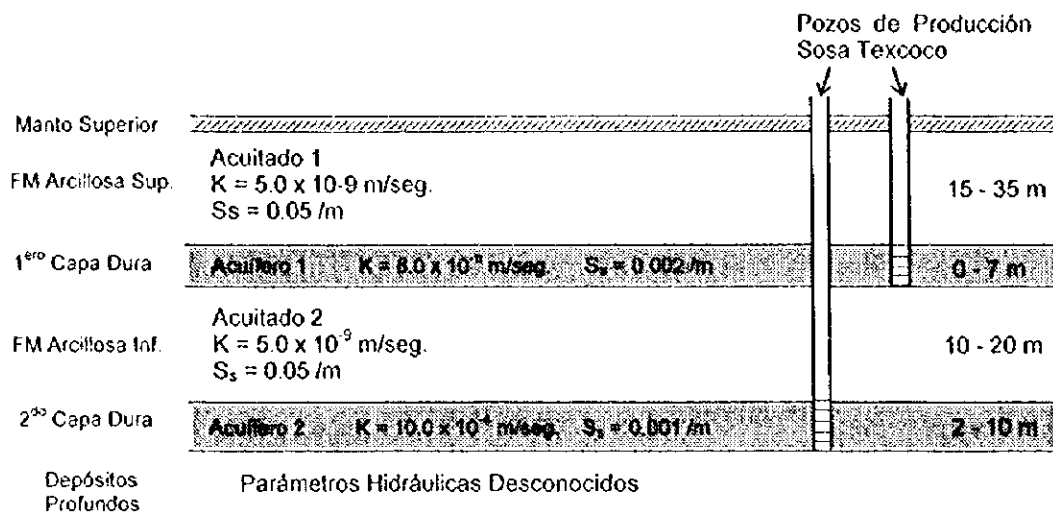 Pozos de Producción
Sosa Texcoco
Manto Superior
Acuitado 1
FM Arcillosa Sup.
K = 5.0 x 10-9 m/seg.
15 - 35 m
Ss = 0.05 /m
1ero Capa Dura
Acuífero 1 K = m/seg. Ss = 0.002 /m
0 - 7 m
Acuitado 2
FM Arcillosa Inf.
K = 5.0 x 10-9 m/seg.
10 - 20 m
Ss = 0.05 /m
2do Capa Dura
Acuífero 2 K = m/seg. Ss = 0.001 /m
2 - 10 m
Depósitos
Profundos
Parámetros Hidráulicas Desconocidos